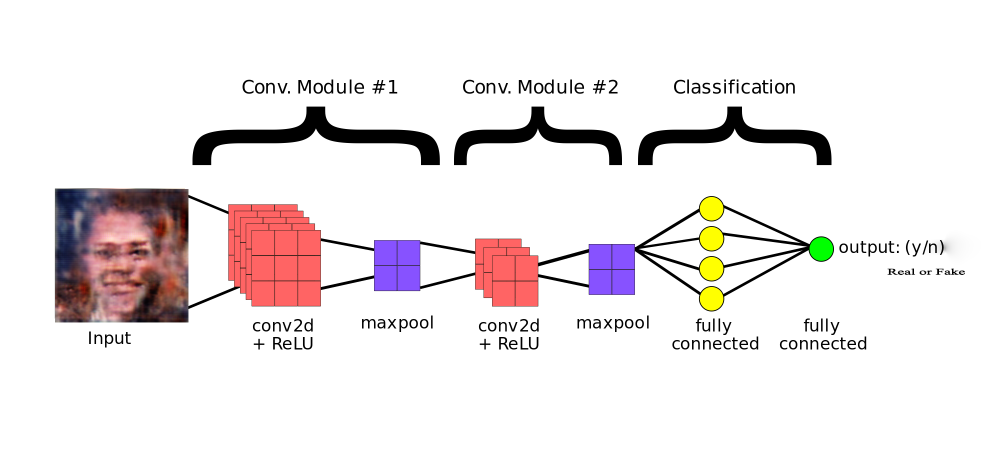 Conv. Module #1
Conv. Module #2
Classification
output: (y/n)
Real or Fake
Input
conv2d
+ ReLU
maxpool
conv2d
+ ReLU
maxpool
fully
connected
fully
connected